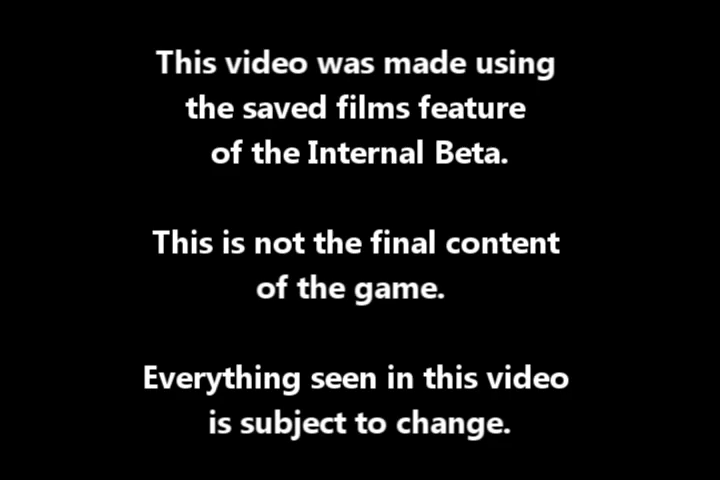 This video was made using
the saved films feature
of the Internal Beta.
This is not the final content
of the game.
Everything seen in this video
is subject to change.